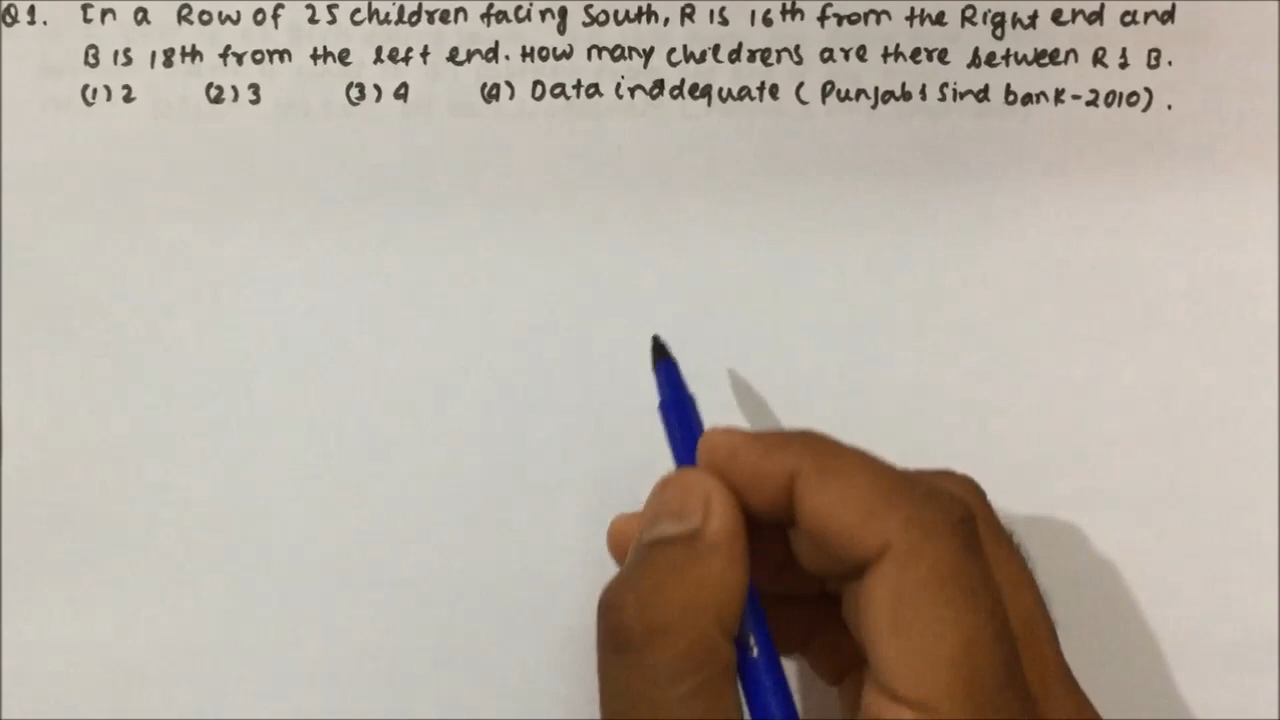 Q1. In a Row of 25 children facing South, R is 16th from the Right end and
B is 18th from the left end. How many childrens are there between R & B.
(1) 2 (2) 3 (3) 4 (4) Data inadequate (Punjab & Sind bank-2010).